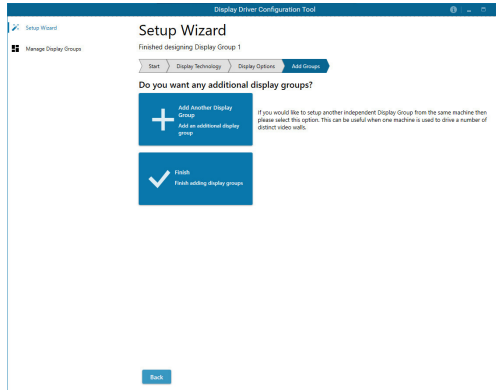 Display Driver Configuration Tool
Setup Wizard
Manage Display Groups
Setup Wizard
Finished designing Display Group 1
Start
Display Technology
Display Options
Add Groups
Do you want any additional display groups?
Add Another Display
Group
Add an additional display
group
If you would like to setup another independent Display Group from the same machine then
please select this option. This can be useful when one machine is used to drive a number of
distinct video walls.
Finish
Finish adding display groups
Back